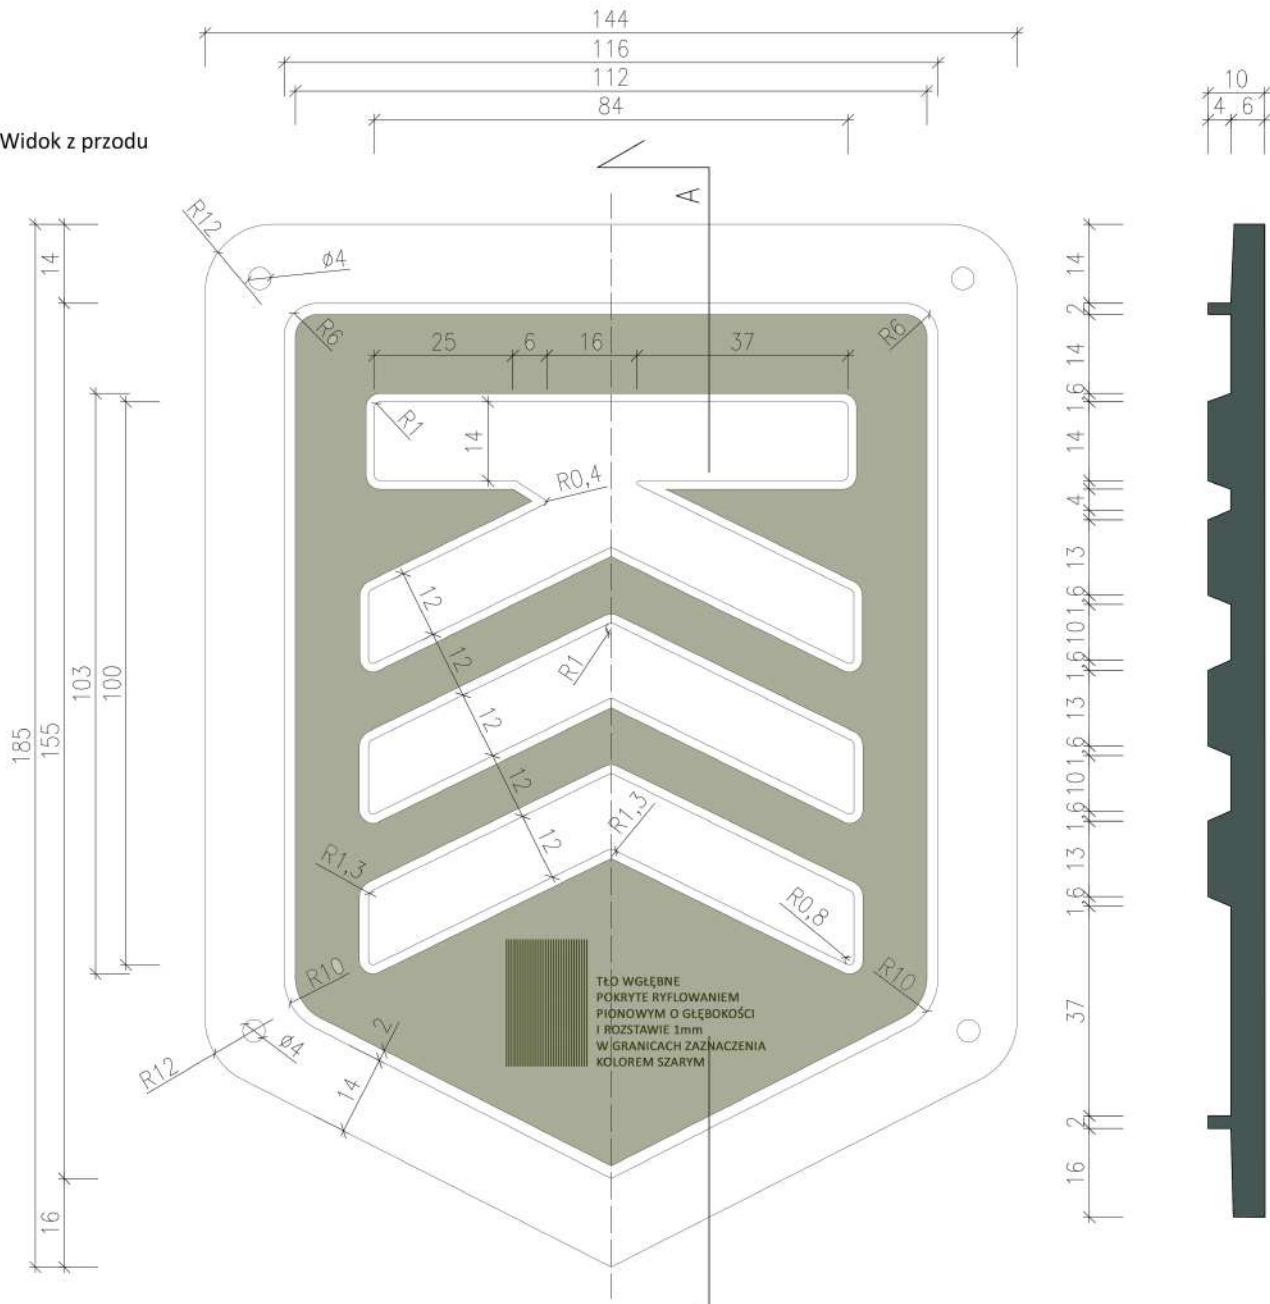 144
116
112
84
10
4 6
Widok z przodu
A
R12
ø4
14
R6
R6
25 6 16 37
R1
14
R0,4
185
155
103
100
16
12
12
12
12
12
R1
R1,3
R1,3
R0,8
R10
R10
TŁO WGŁĘBNE
POKRYTE RYFLOWANIEM
PIONOWYM O GŁĘBOKOŚCI
I ROZSTAWIE 1mm
W GRANICACH ZAZNACZENIA
KOLOREM SZARYM
ø4
R12
2
14
14
2
14
1,6
14
4
13
1,6
10
1,6
13
1,6
10
1,6
13
1,6
37
2
16